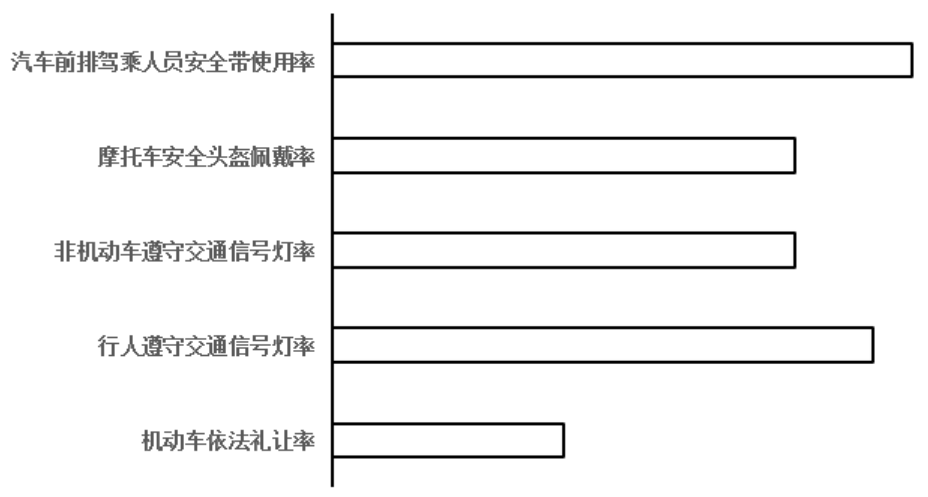 汽车前排驾乘人员安全带使用率
摩托车安全头盔佩戴率
非机动车遵守交通信号灯率
行人遵守交通信号灯率
机动车依法礼让率